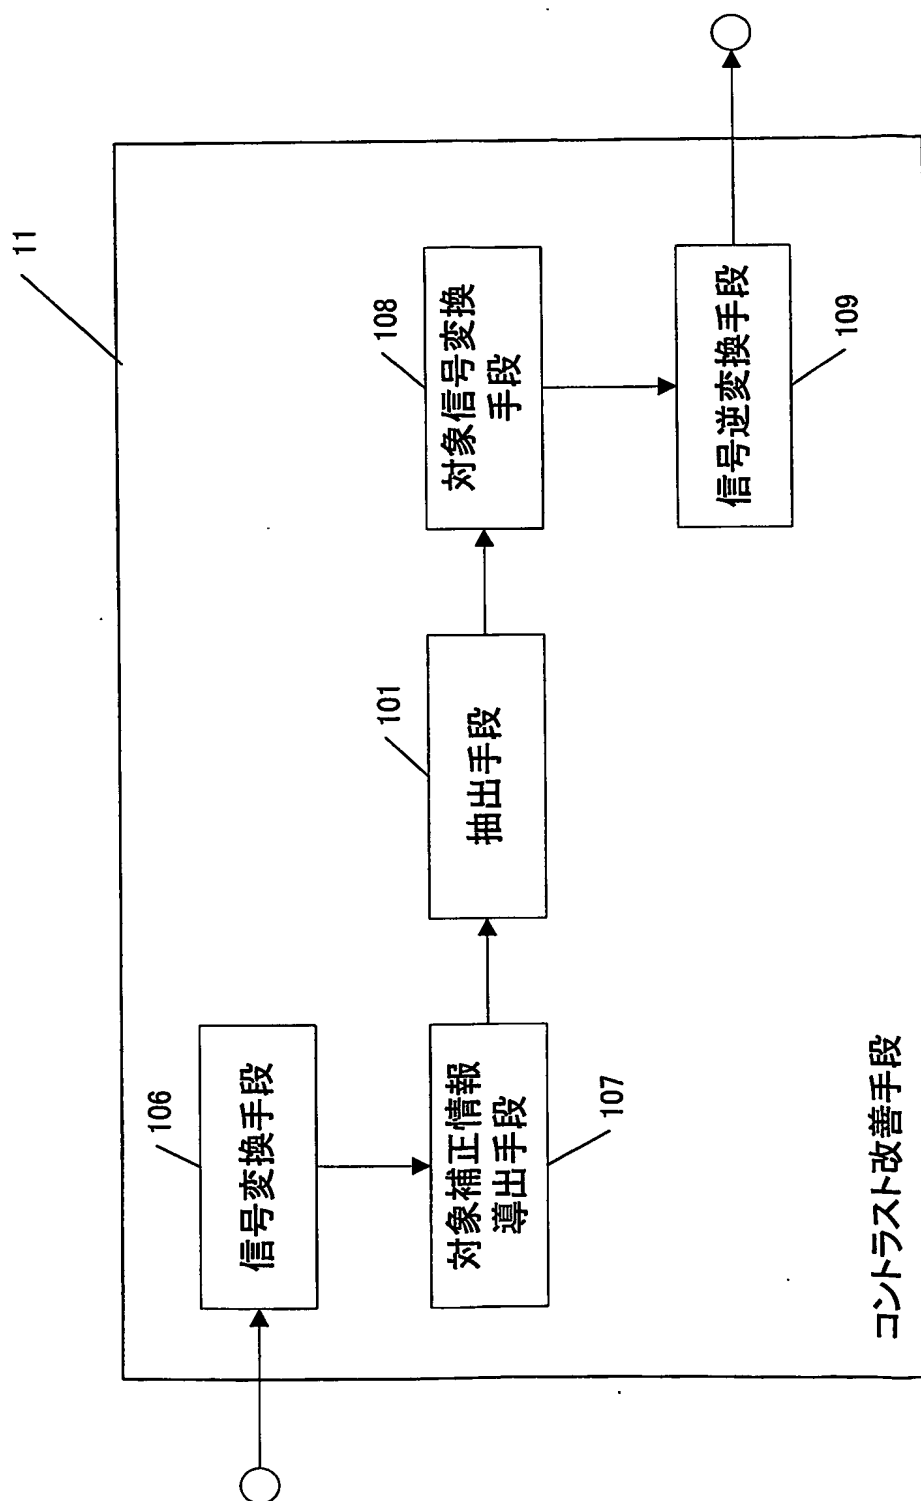 11
106
信号変換手段
対象補正情報
導出手段
107
101
抽出手段
108
対象信号変換
手段
信号逆変換手段
109
コントラスト改善手段